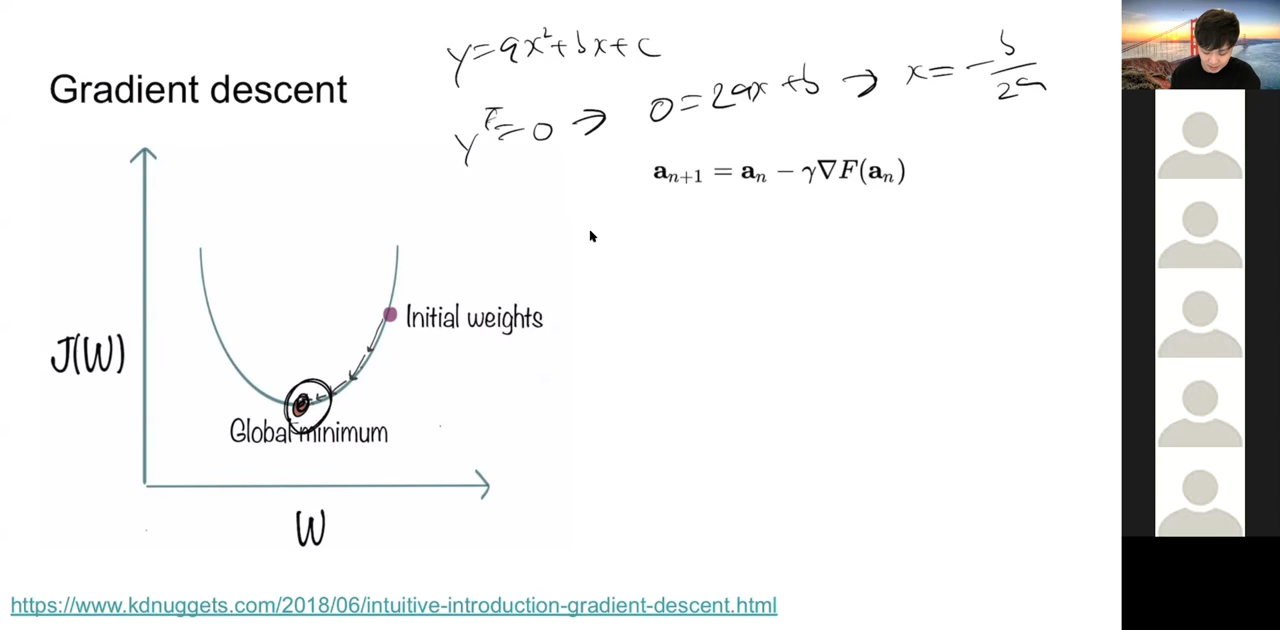 y=ax²+bx+c
Gradient descent
0=2ax+b → x=-b/2a
y'=0 →
𝐚ₙ₊₁ = 𝐚ₙ − γ∇F(𝐚ₙ)
Initial weights
J(W)
Global minimum
W
https://www.kdnuggets.com/2018/06/intuitive-introduction-gradient-descent.html